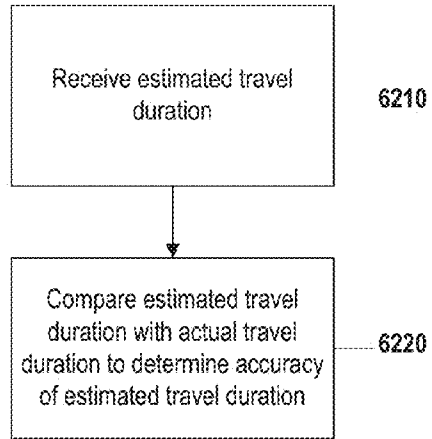 Receive estimated travel
duration
6210
Compare estimated travel
duration with actual travel
duration to determine accuracy
of estimated travel duration
6220